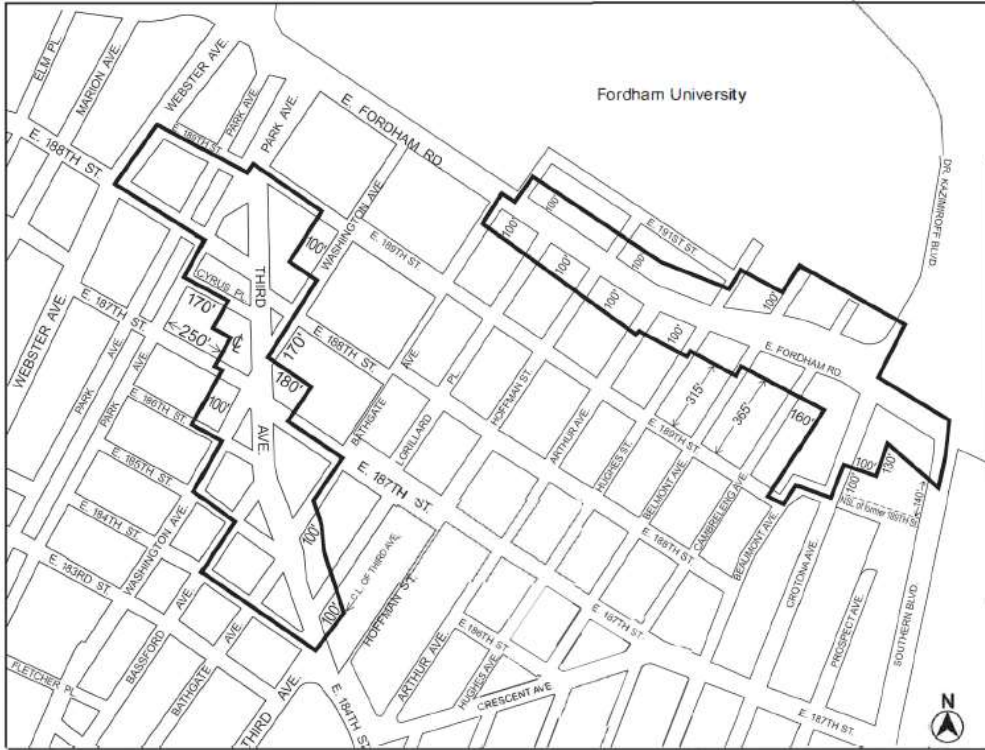 Fordham University
ELM PL.
MARION AVE.
WEBSTER AVE.
PARK AVE.
PARK AVE.
E. 188TH ST.
E. 189TH ST.
E FORDHAM RD.
DR. KAZIMIROFF BLVD.
WASHINGTON AVE
E. 189TH ST.
100'
100'
100'
E. 191ST ST.
100'
100'
100'
100'
100'
THIRD
CYRUS PL.
170'
250'
℄
E. 187TH ST.
WEBSTER AVE.
170'
180'
E. 188TH ST.
AVE.
PL.
BATHGATE
LORILLARD
HOFFMAN ST.
ARTHUR AVE.
HUGHES ST.
BELMONT AVE.
CAMBRELENG AVE.
BEAUMONT AVE.
E. FORDHAM RD.
315'
365'
160'
E. 189TH ST.
100'
100'
130'
140'
NSL of former 189TH St.
PARK AVE.
PARK AVE.
100'
AVE.
E. 186TH ST.
E. 185TH ST.
E. 184TH ST.
E. 183RD ST.
WASHINGTON AVE.
E. 187TH ST.
E. 188TH ST.
E. 187TH ST.
100'
100'
C.L. OF THIRD AVE.
HOFFMAN ST.
E. 186TH ST
CROTONA AVE.
PROSPECT AVE.
SOUTHERN BLVD.
FLETCHER PL.
BASSFORD AVE.
BATHGATE AVE.
THIRD AVE.
E. 184TH ST.
ARTHUR AVE.
HUGHES AVE.
CRESCENT AVE
E. 187TH ST.
N